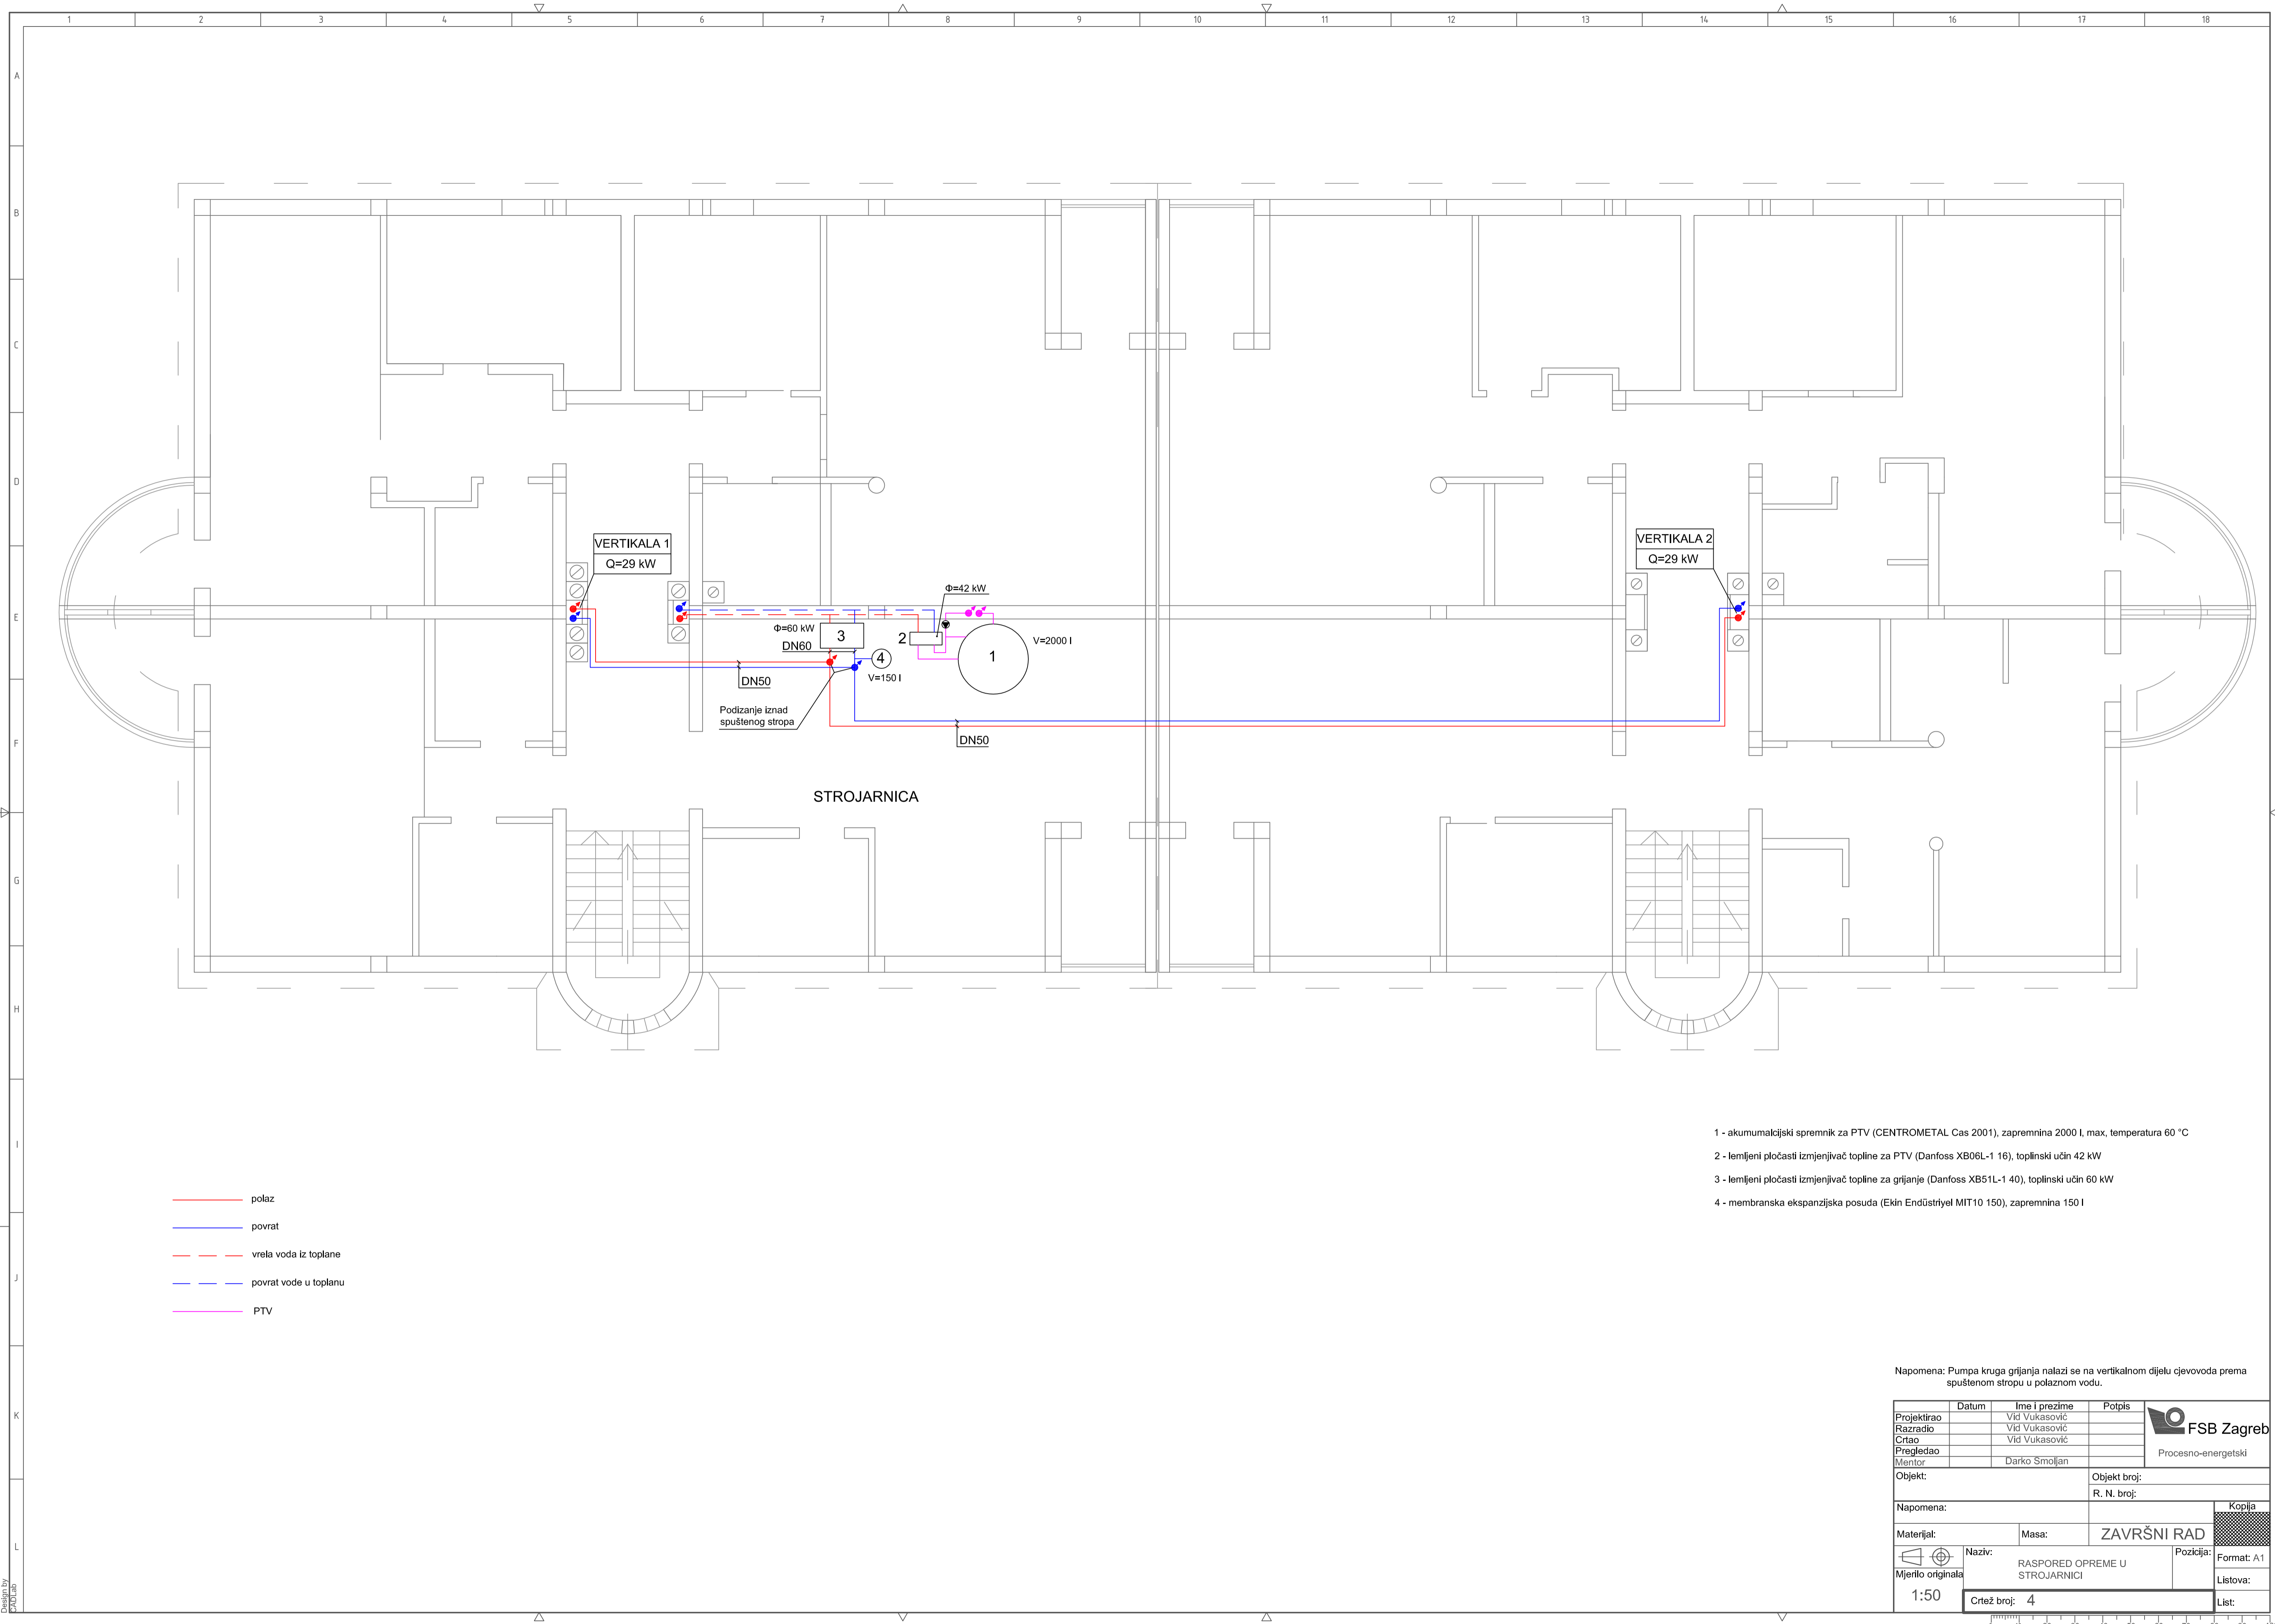 1 2 3 4 5 6 7 8 9 10 11 12 13 14 15 16 17 18
A
B
C
D
E
F
G
H
I
J
K
L
VERTIKALA 1
Q=29 kW
VERTIKALA 2
Q=29 kW
Φ=42 kW
Φ=60 kW
3
2
DN60
1
V=2000 l
4
V=150 l
DN50
Podizanje iznad
spuštenog stropa
DN50
STROJARNICA
1 - akumumalcijski spremnik za PTV (CENTROMETAL Cas 2001), zapremnina 2000 l, max, temperatura 60 °C
2 - lemljeni pločasti izmjenjivač topline za PTV (Danfoss XB06L-1 16), toplinski učin 42 kW
3 - lemljeni pločasti izmjenjivač topline za grijanje (Danfoss XB51L-1 40), toplinski učin 60 kW
4 - membranska ekspanzijska posuda (Ekin Endüstriyel MIT10 150), zapremnina 150 l
polaz
povrat
vrela voda iz toplane
povrat vode u toplanu
PTV
Napomena: Pumpa kruga grijanja nalazi se na vertikalnom dijelu cjevovoda prema
spuštenom stropu u polaznom vodu.
Datum Ime i prezime Potpis
Projektirao Vid Vukasović
Razradio Vid Vukasović
Crtao Vid Vukasović
Pregledao
Mentor Darko Smoljan
FSB Zagreb
Procesno-energetski
Objekt:
Objekt broj:
R. N. broj:
Napomena:
Kopija
Materijal:
Masa:
ZAVRŠNI RAD
Naziv:
RASPORED OPREME U
STROJARNICI
Pozicija:
Format: A1
Mjerilo originala
1:50
Listova:
Crtež broj: 4
List:
Design by
CADLab